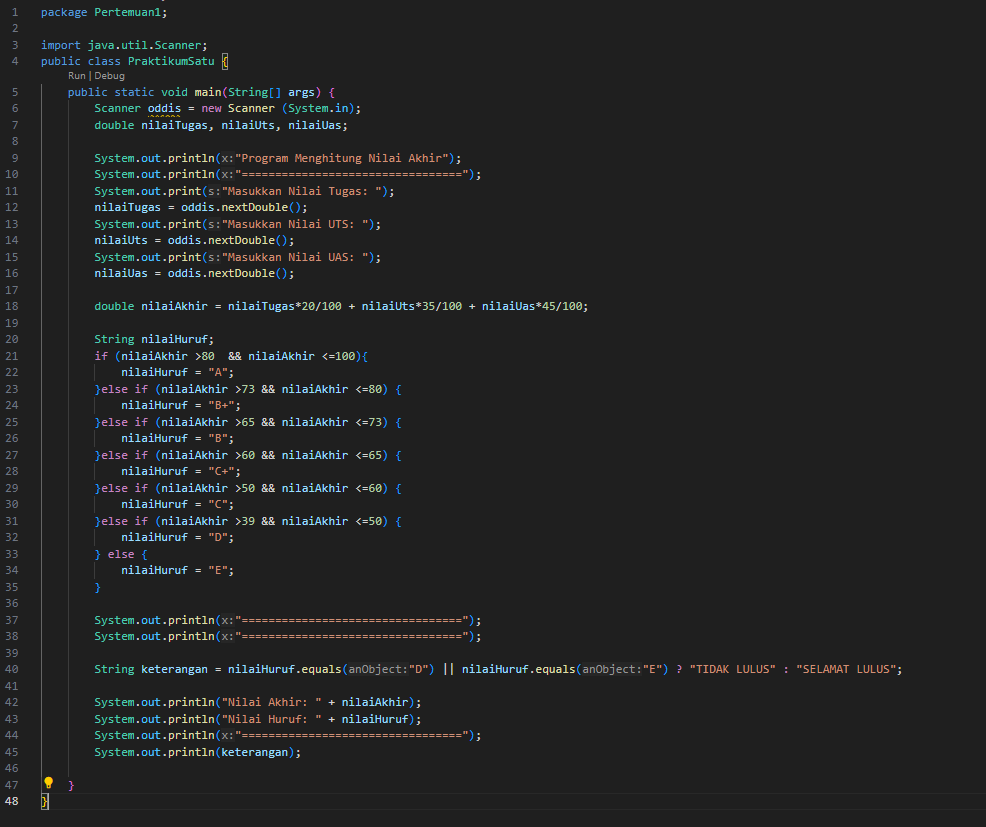 1 package Pertemuan1;
2
3 import java.util.Scanner;
4 public class PraktikumSatu {
Run | Debug
5 public static void main(String[] args) {
6 Scanner oddis = new Scanner (System.in);
7 double nilaiTugas, nilaiUts, nilaiUas;
8
9 System.out.println(x:"Program Menghitung Nilai Akhir");
10 System.out.println(x:"=================================");
11 System.out.print(s:"Masukkan Nilai Tugas: ");
12 nilaiTugas = oddis.nextDouble();
13 System.out.print(s:"Masukkan Nilai UTS: ");
14 nilaiUts = oddis.nextDouble();
15 System.out.print(s:"Masukkan Nilai UAS: ");
16 nilaiUas = oddis.nextDouble();
17
18 double nilaiAkhir = nilaiTugas*20/100 + nilaiUts*35/100 + nilaiUas*45/100;
19
20 String nilaiHuruf;
21 if (nilaiAkhir >80  && nilaiAkhir <=100){
22 nilaiHuruf = "A";
23 }else if (nilaiAkhir >73 && nilaiAkhir <=80) {
24 nilaiHuruf = "B+";
25 }else if (nilaiAkhir >65 && nilaiAkhir <=73) {
26 nilaiHuruf = "B";
27 }else if (nilaiAkhir >60 && nilaiAkhir <=65) {
28 nilaiHuruf = "C+";
29 }else if (nilaiAkhir >50 && nilaiAkhir <=60) {
30 nilaiHuruf = "C";
31 }else if (nilaiAkhir >39 && nilaiAkhir <=50) {
32 nilaiHuruf = "D";
33 } else {
34 nilaiHuruf = "E";
35 }
36
37 System.out.println(x:"=================================");
38 System.out.println(x:"=================================");
39
40 String keterangan = nilaiHuruf.equals(anObject:"D") || nilaiHuruf.equals(anObject:"E") ? "TIDAK LULUS" : "SELAMAT LULUS";
41
42 System.out.println("Nilai Akhir: " + nilaiAkhir);
43 System.out.println("Nilai Huruf: " + nilaiHuruf);
44 System.out.println(x:"=================================");
45 System.out.println(keterangan);
46
47 }
48 }